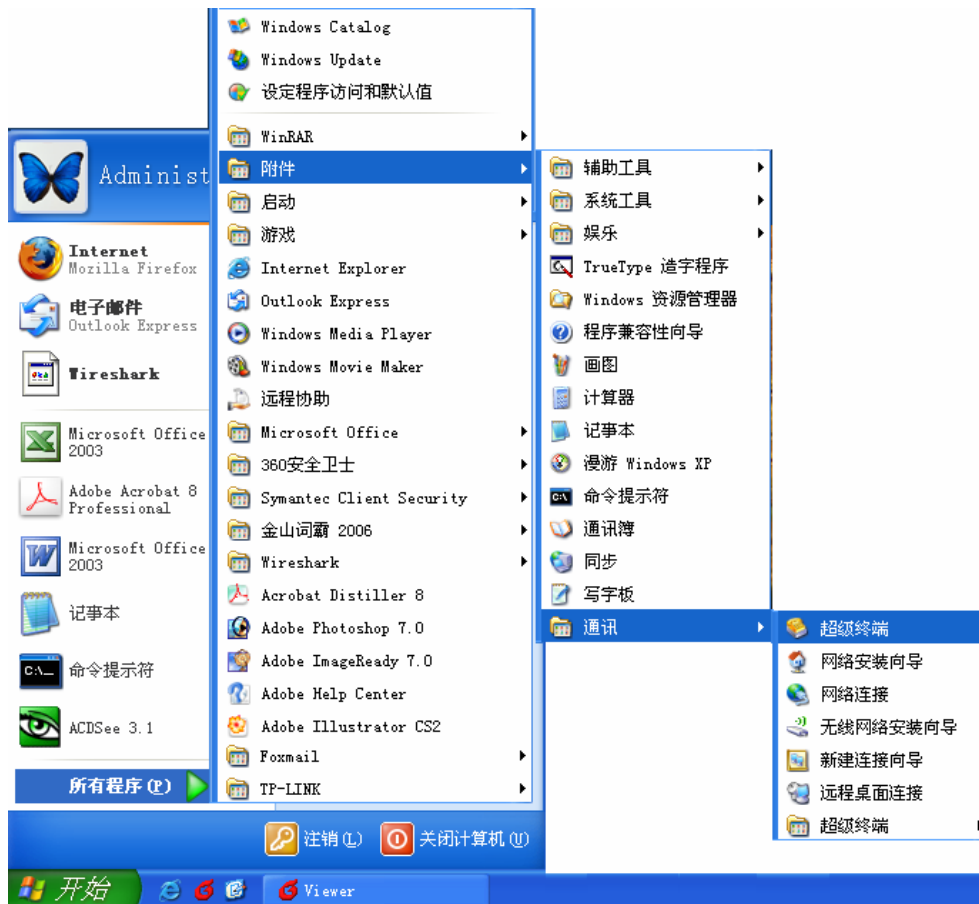 Administ
Internet
Mozilla Firefox
电子邮件
Outlook Express
Wireshark
Microsoft Office
2003
Adobe Acrobat 8
Professional
Microsoft Office
2003
记事本
命令提示符
ACDSee 3.1
所有程序(P)
Windows Catalog
Windows Update
设定程序访问和默认值
WinRAR
附件
启动
游戏
Internet Explorer
Outlook Express
Windows Media Player
Windows Movie Maker
远程协助
Microsoft Office
360安全卫士
Symantec Client Security
金山词霸 2006
Wireshark
Acrobat Distiller 8
Adobe Photoshop 7.0
Adobe ImageReady 7.0
Adobe Help Center
Adobe Illustrator CS2
Foxmail
TP-LINK
辅助工具
系统工具
娱乐
TrueType 造字程序
Windows 资源管理器
程序兼容性向导
画图
计算器
记事本
漫游 Windows XP
命令提示符
通讯簿
同步
写字板
通讯
超级终端
网络安装向导
网络连接
无线网络安装向导
新建连接向导
远程桌面连接
超级终端
注销(L)
关闭计算机(U)
开始
Viewer